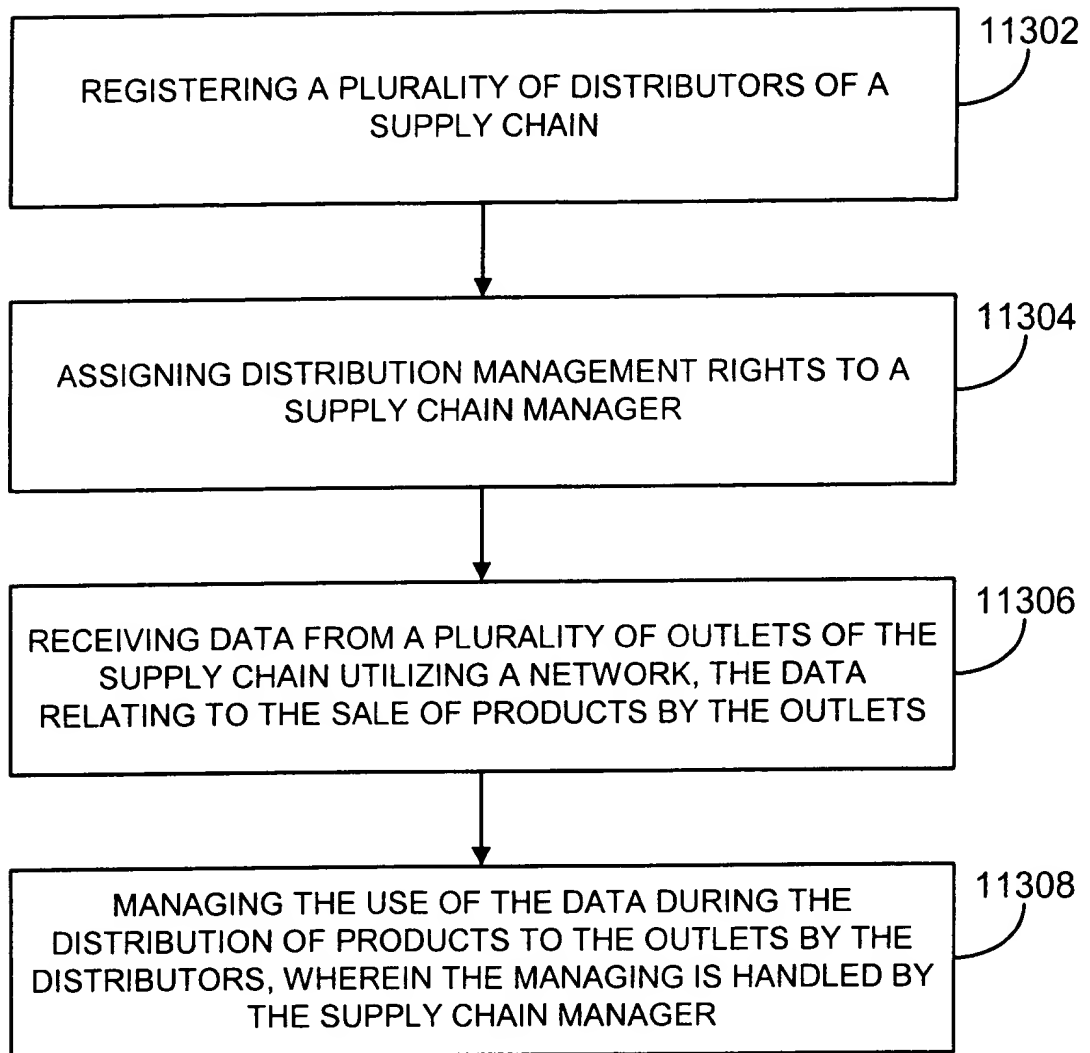 11302
REGISTERING A PLURALITY OF DISTRIBUTORS OF A
SUPPLY CHAIN
11304
ASSIGNING DISTRIBUTION MANAGEMENT RIGHTS TO A
SUPPLY CHAIN MANAGER
11306
RECEIVING DATA FROM A PLURALITY OF OUTLETS OF THE
SUPPLY CHAIN UTILIZING A NETWORK, THE DATA
RELATING TO THE SALE OF PRODUCTS BY THE OUTLETS
11308
MANAGING THE USE OF THE DATA DURING THE
DISTRIBUTION OF PRODUCTS TO THE OUTLETS BY THE
DISTRIBUTORS, WHEREIN THE MANAGING IS HANDLED BY
THE SUPPLY CHAIN MANAGER